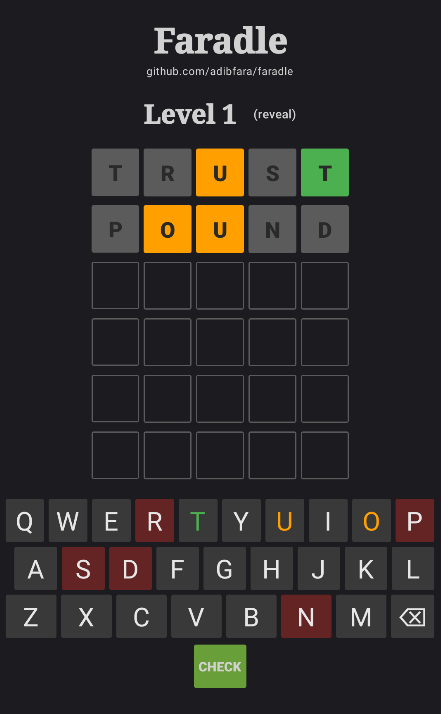 Faradle
github.com/adibfara/faradle
Level 1 (reveal)
T R U S T
P O U N D
Q W E R T Y U I O P
A S D F G H J K L
Z X C V B N M
CHECK